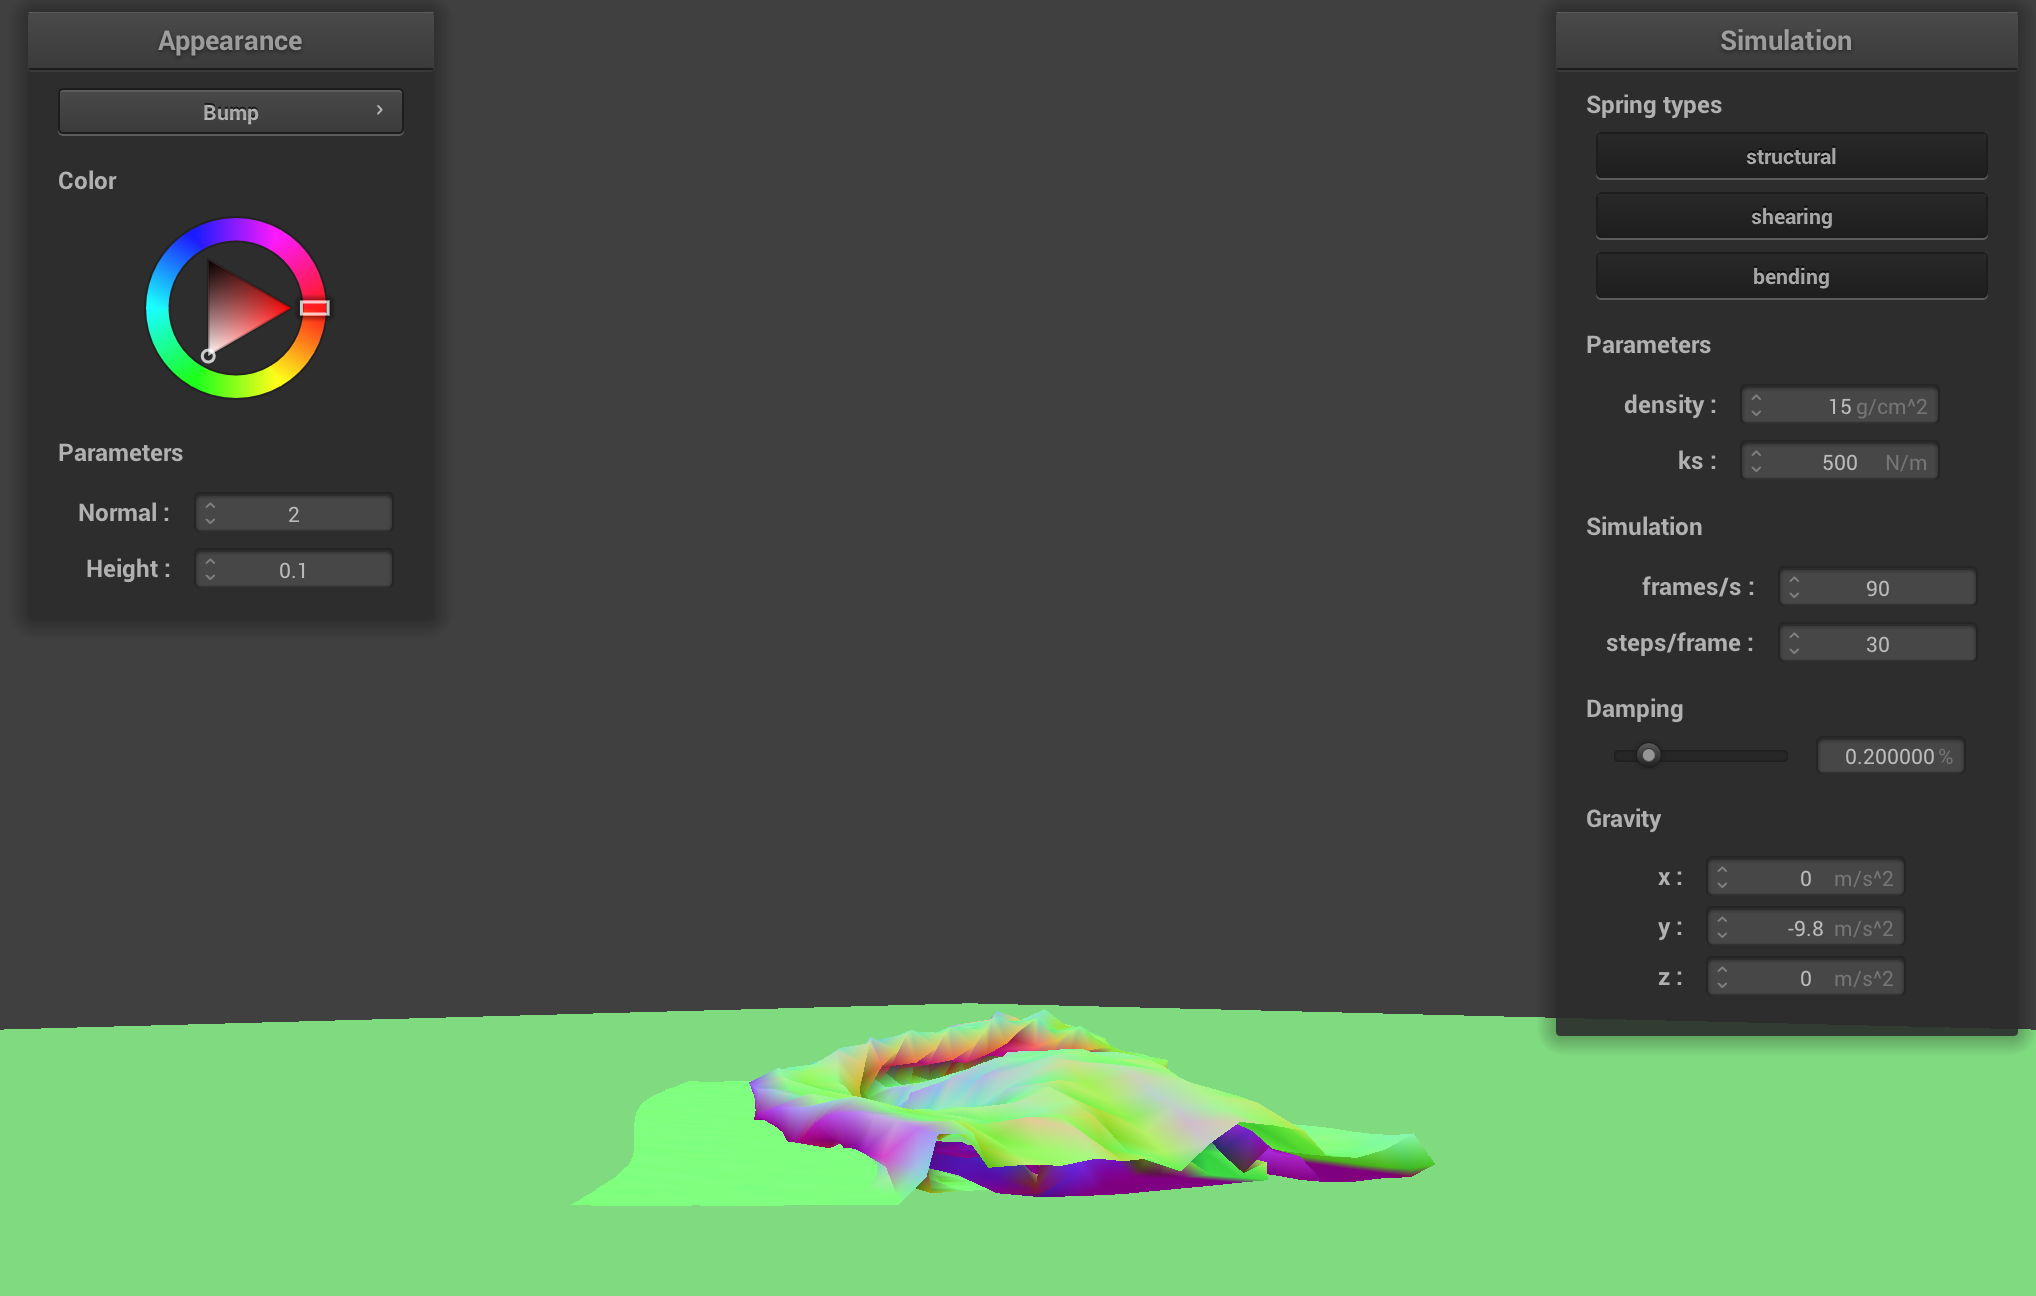 Appearance
Bump
Color
Parameters
Normal : 2
Height : 0.1
Simulation
Spring types
structural
shearing
bending
Parameters
density : 15 g/cm^2
ks : 500 N/m
Simulation
frames/s : 90
steps/frame : 30
Damping
0.200000 %
Gravity
x : 0 m/s^2
y : -9.8 m/s^2
z : 0 m/s^2